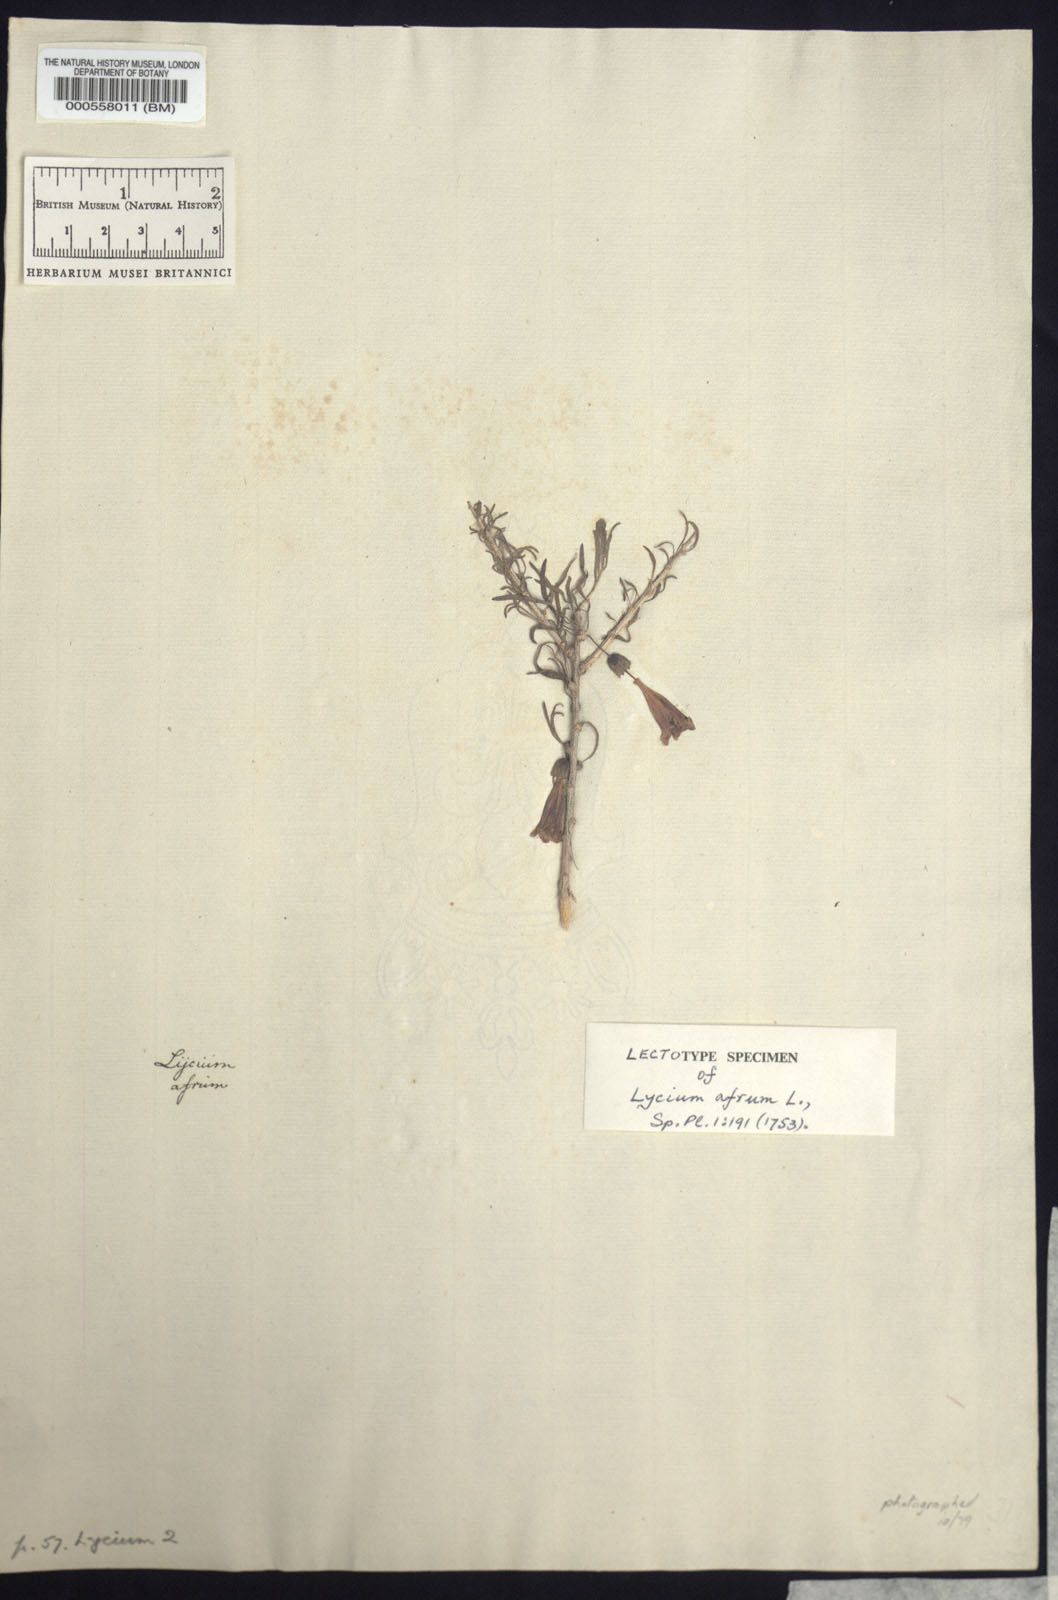 THE NATURAL HISTORY MUSEUM, LONDON
DEPARTMENT OF BOTANY
000558011 (BM)
1 2
BRITISH MUSEUM (NATURAL HISTORY)
1 2 3 4 5
HERBARIUM MUSEI BRITANNICI
Lycium
afrum
LECTOTYPE SPECIMEN
of
Lycium afrum L.,
Sp. Pl. 1:191 (1753).
photographed
10/79
p. 57. Lycium 2